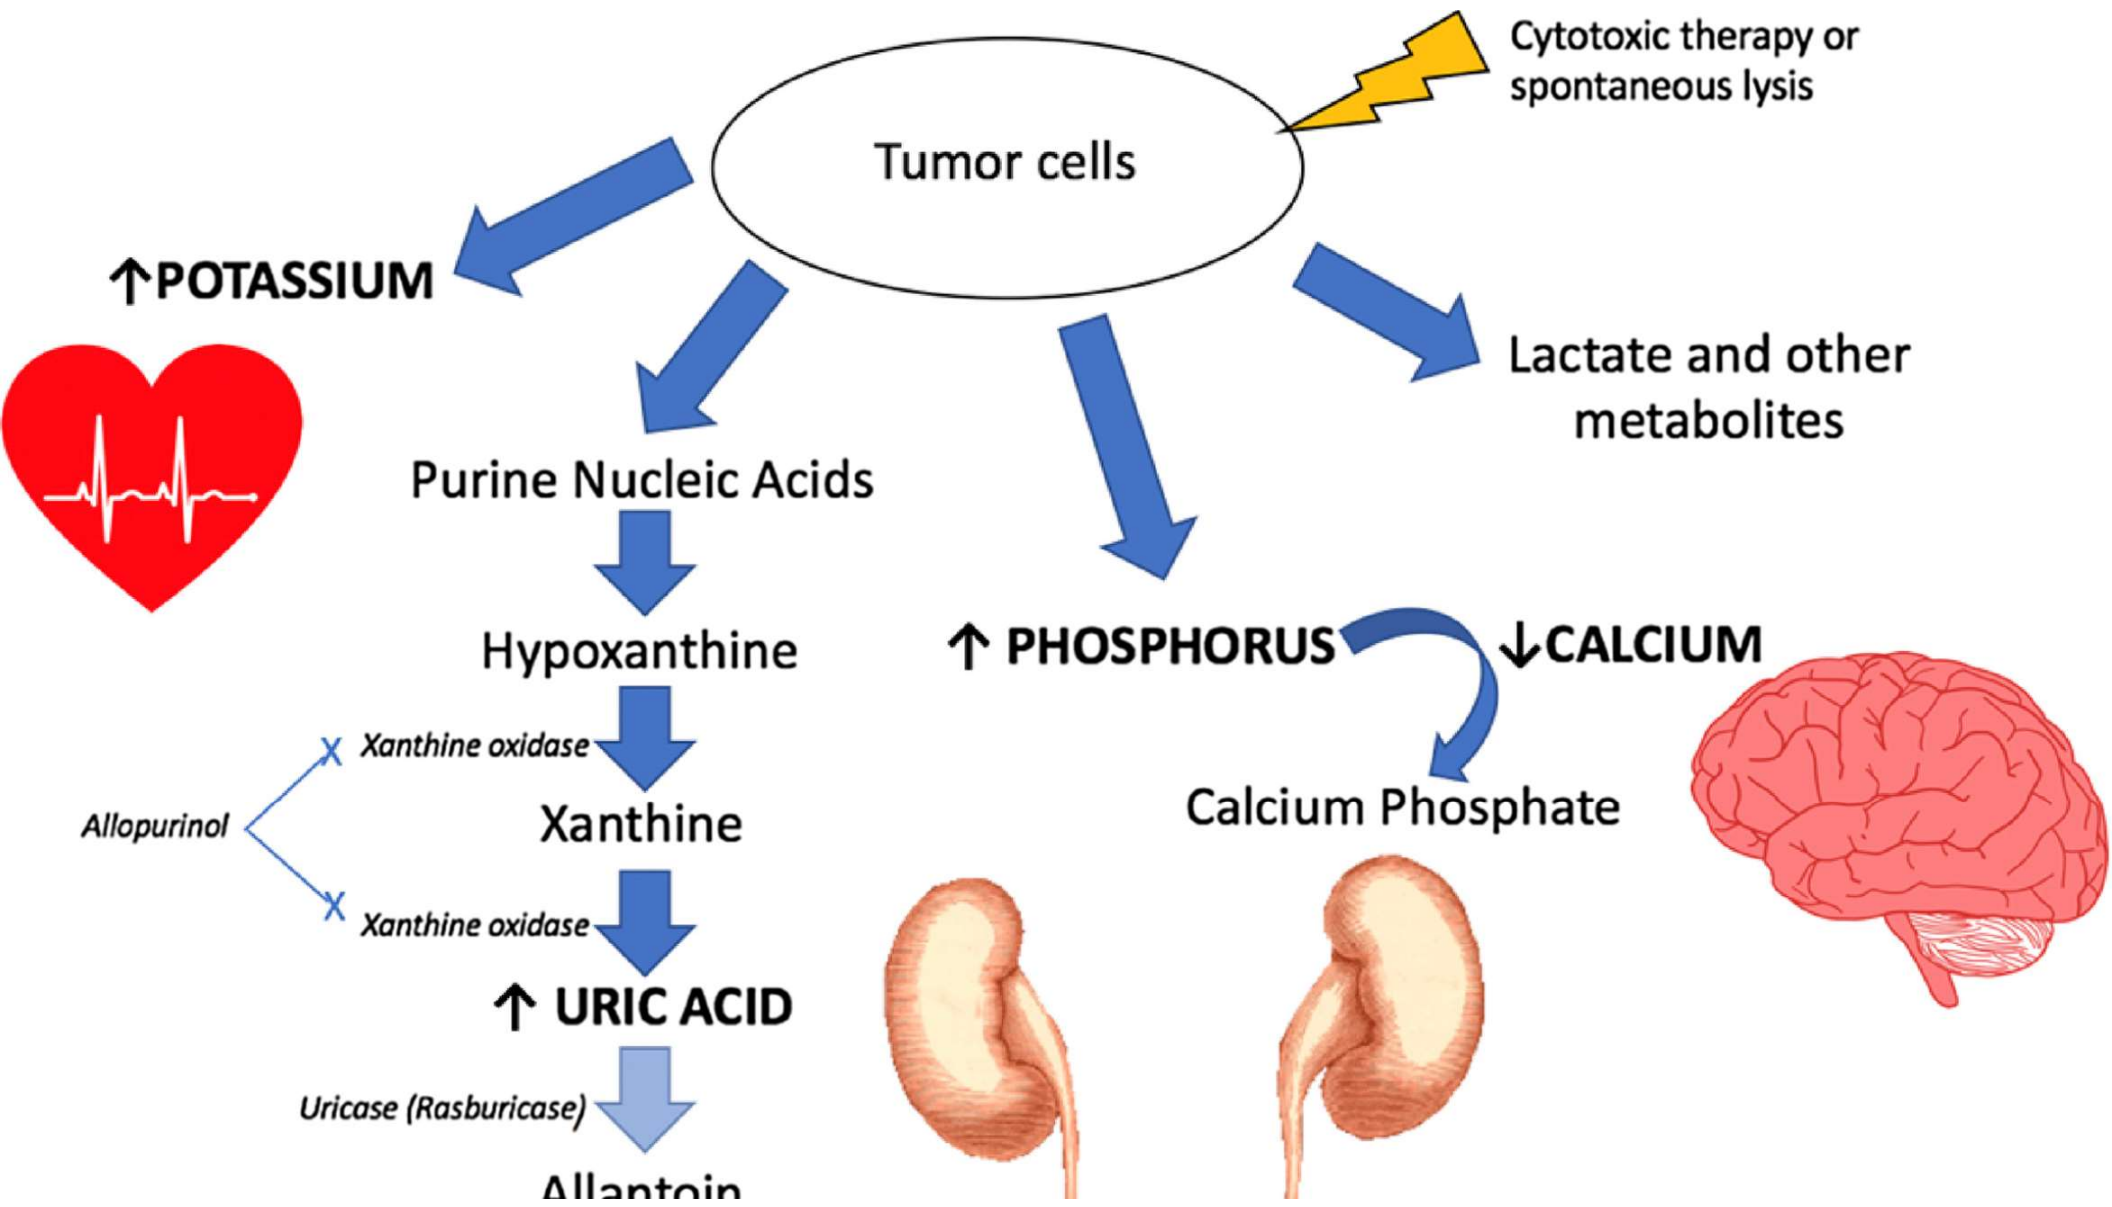 Cytotoxic therapy or
spontaneous lysis
Tumor cells
↑POTASSIUM
Lactate and other
metabolites
Purine Nucleic Acids
Hypoxanthine
↑ PHOSPHORUS
↓CALCIUM
X Xanthine oxidase
Allopurinol
Xanthine
Calcium Phosphate
X Xanthine oxidase
↑ URIC ACID
Uricase (Rasburicase)
Allantoin